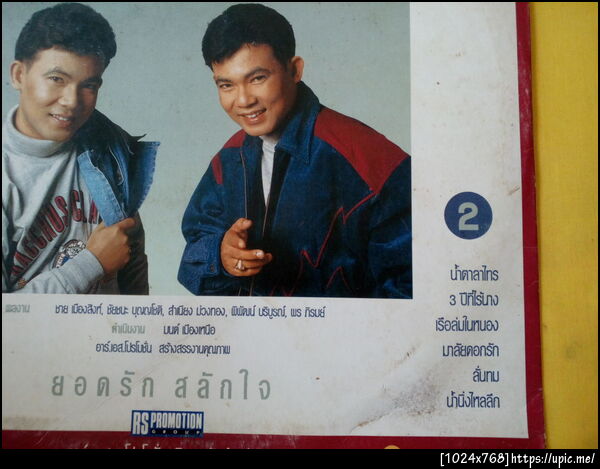 2
น้ำตาลาไทร
3 ปีที่ไร้นาง
เรือล่มในหนอง
มาลัยดอกรัก
ลั่นทม
น้ำนิ่งไหลลึก
ผลงาน ชาย เมืองสิงห์, ชัยชนะ บุญญโชติ, สำเนียง ม่วงทอง, พิพัฒน์ บริบูรณ์, พร ภิรมย์
ดำเนินงาน มนต์ เมืองเหนือ
อาร์.เอส.โปรโมชั่น สร้างสรรงานคุณภาพ
ยอดรัก สลักใจ
RS PROMOTION
GROUP
[1024x768]https://upic.me/